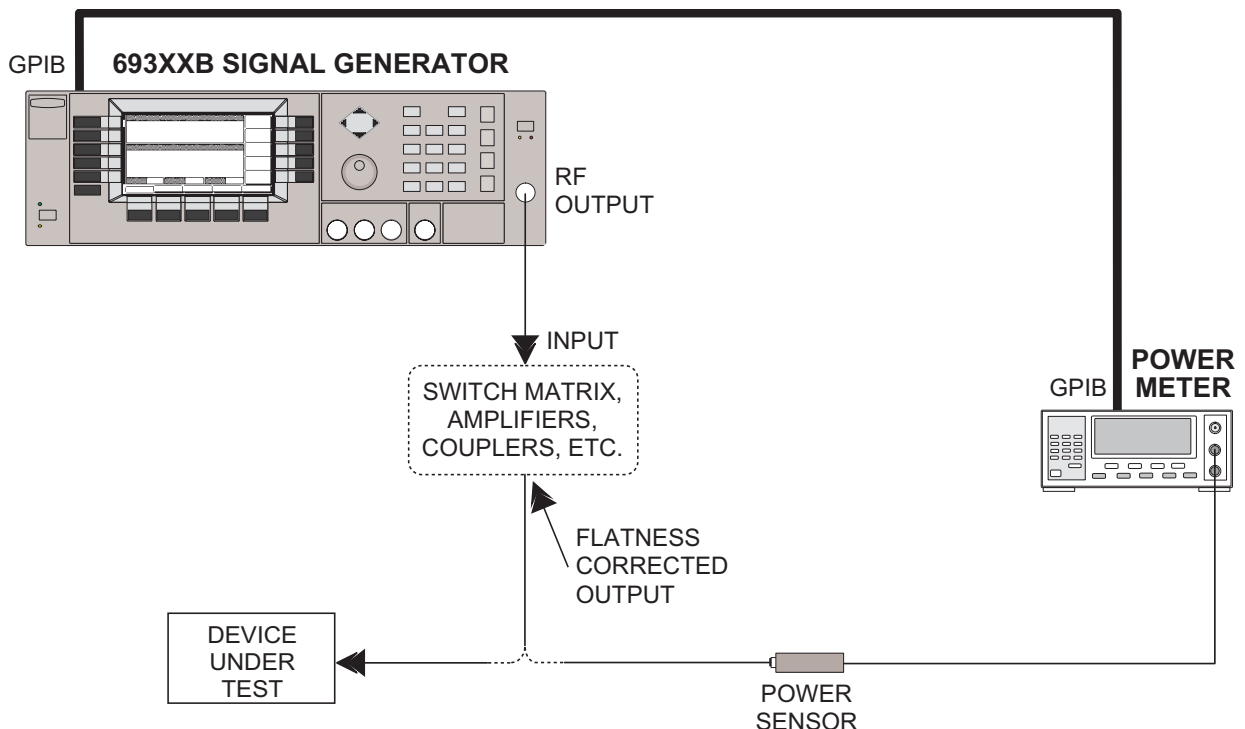 GPIB
693XXB SIGNAL GENERATOR
RF
OUTPUT
INPUT
SWITCH MATRIX,
AMPLIFIERS,
COUPLERS, ETC.
POWER
METER
GPIB
FLATNESS
CORRECTED
OUTPUT
DEVICE
UNDER
TEST
POWER
SENSOR